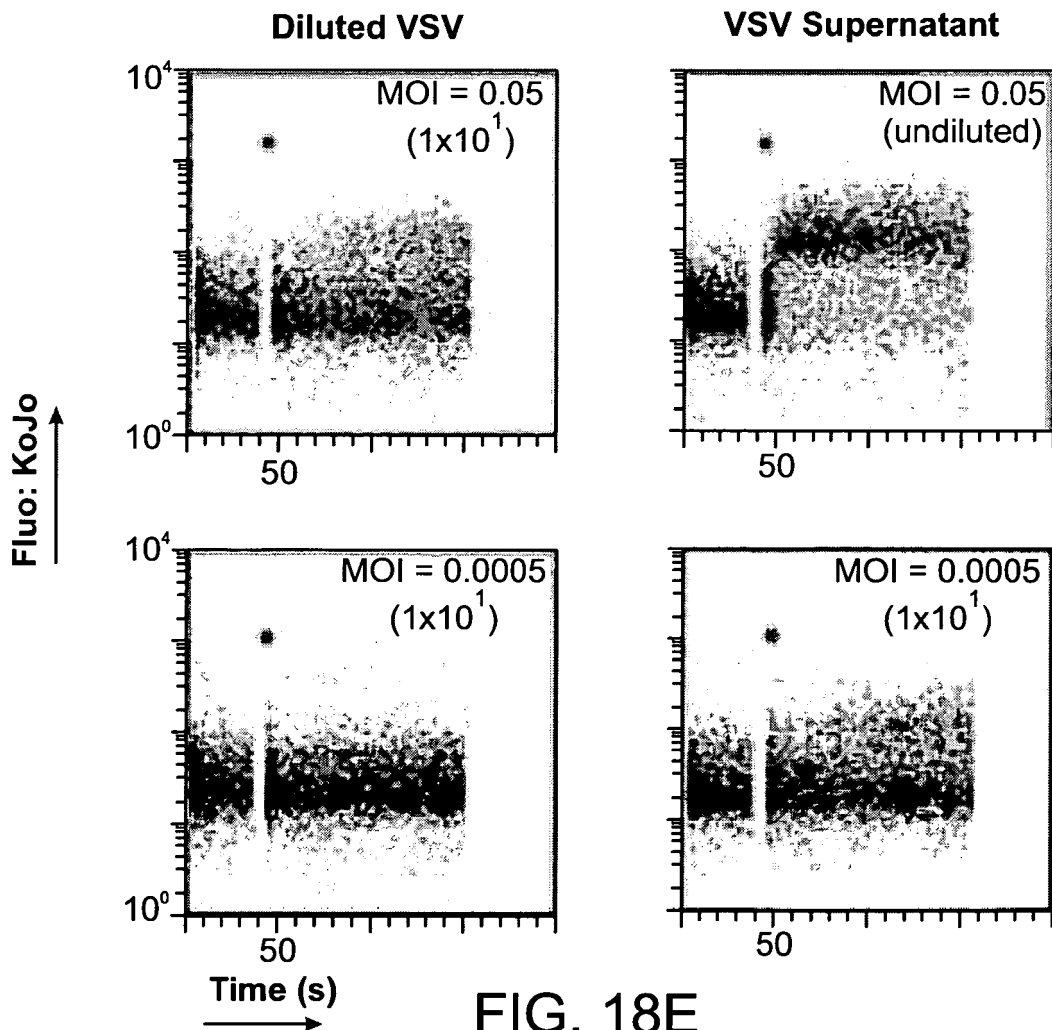 Diluted VSV
VSV Supernatant
10⁴
MOI = 0.05
(1x10¹)
MOI = 0.05
(undiluted)
10⁰
50
50
Fluo: KoJo
10⁴
MOI = 0.0005
(1x10¹)
MOI = 0.0005
(1x10¹)
10⁰
50
50
Time (s)
FIG. 18E